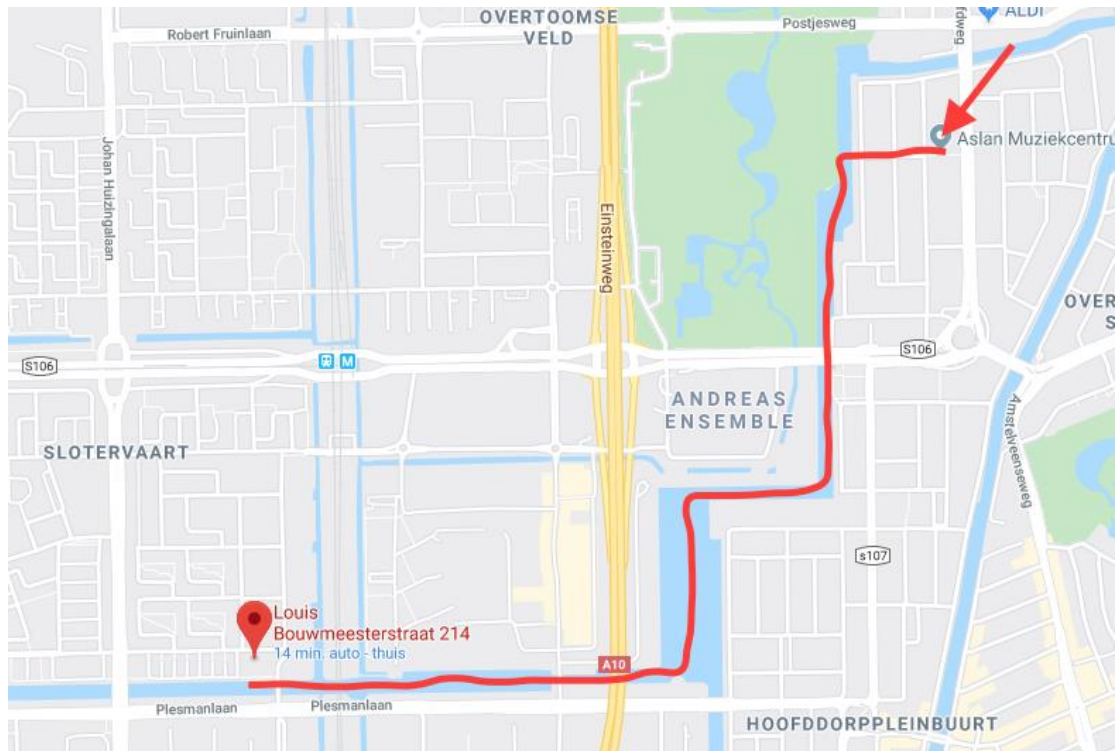 OVERTOOMSE
VELD
Robert Fruinlaan
Postjesweg
ALDI
Johan Huizingalaan
Aslan Muziekcentru
Einsteinweg
OVER
S
S106
S106
ANDREAS
ENSEMBLE
Amstelveenseweg
SLOTERVAART
s107
Louis
Bouwmeesterstraat 214
14 min. auto - thuis
A10
Plesmanlaan
Plesmanlaan
HOOFDDORPPLEINBUURT
M